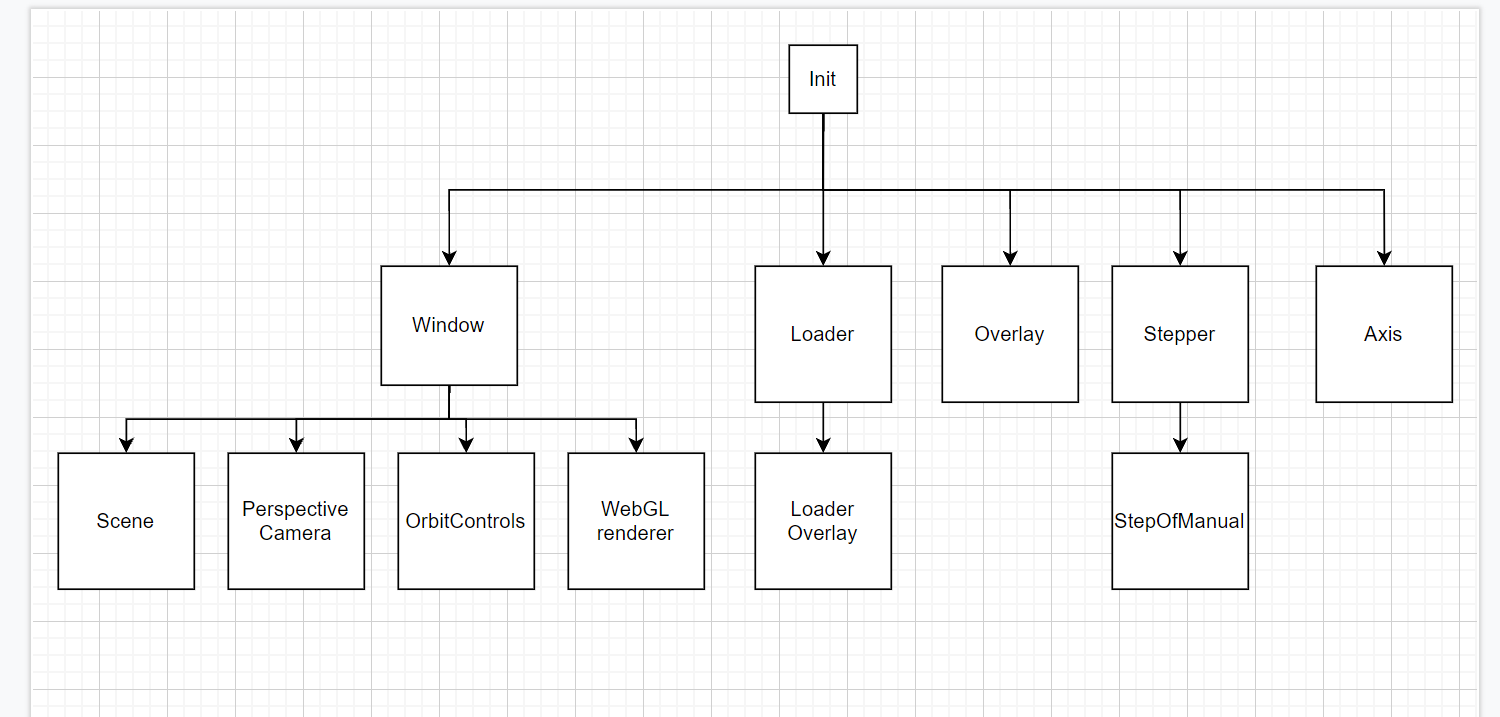 Init
Window
Loader
Overlay
Stepper
Axis
Scene
Perspective
Camera
OrbitControls
WebGL
renderer
Loader
Overlay
StepOfManual